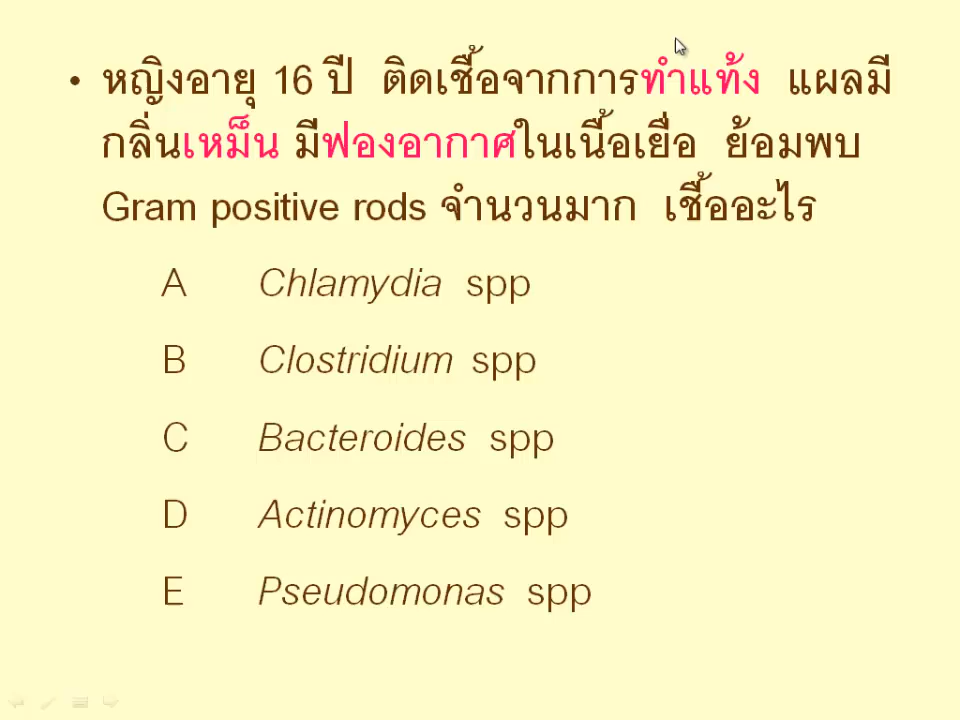 • หญิงอายุ 16 ปี ติดเชื้อจากการทำแท้ง แผลมี
กลิ่นเหม็น มีฟองอากาศในเนื้อเยื่อ ย้อมพบ
Gram positive rods จำนวนมาก เชื้ออะไร
A Chlamydia spp
B Clostridium spp
C Bacteroides spp
D Actinomyces spp
E Pseudomonas spp